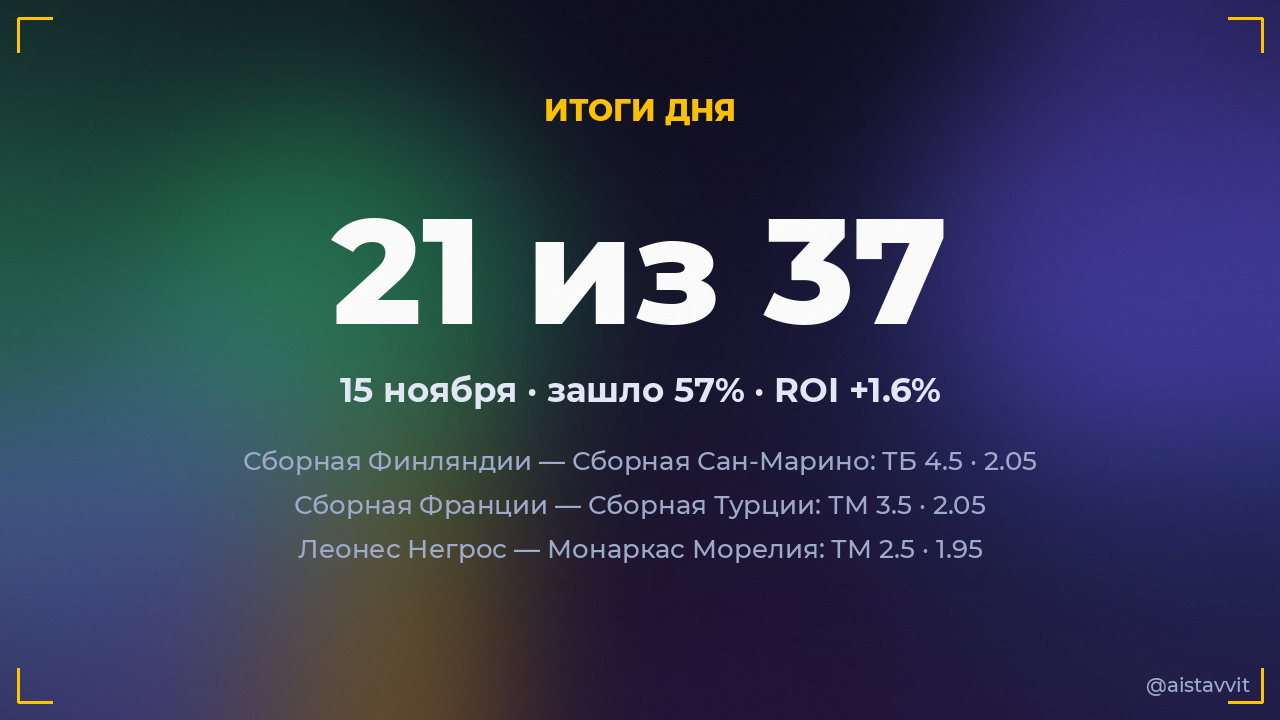 ИТОГИ ДНЯ
21 из 37
15 ноября · зашло 57% · ROI +1.6%
Сборная Финляндии — Сборная Сан-Марино: ТБ 4.5 · 2.05
Сборная Франции — Сборная Турции: ТМ 3.5 · 2.05
Леонес Негрос — Монаркас Морелия: ТМ 2.5 · 1.95
@aistavvit